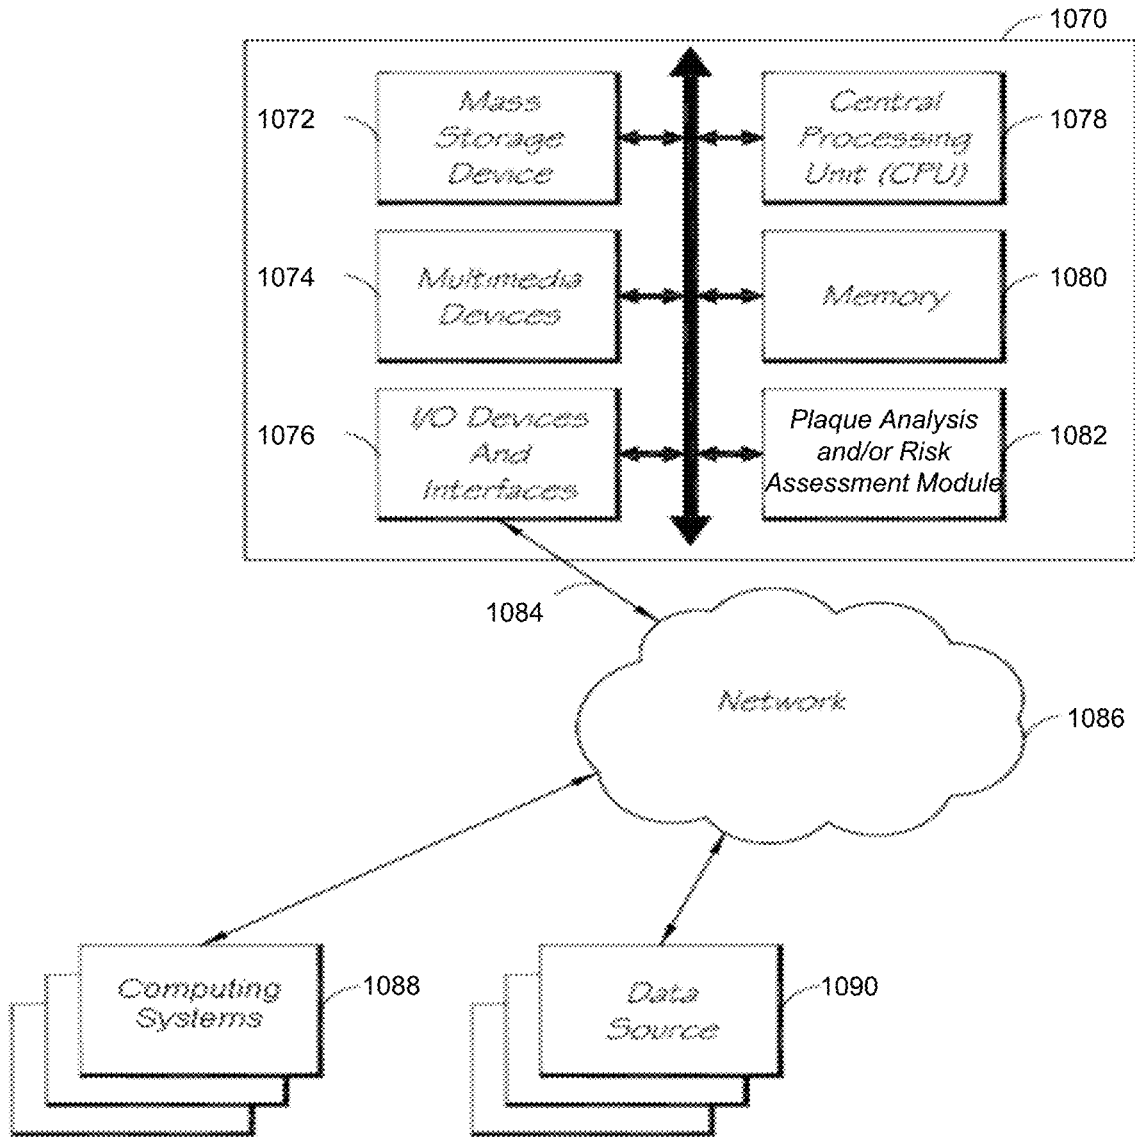 1070
1072
Mass
Storage
Device
Central
Processing
Unit (CPU)
1078
1074
Multimedia
Devices
Memory
1080
1076
I/O Devices
And
Interfaces
Plaque Analysis
and/or Risk
Assessment Module
1082
1084
Network
1086
Computing
Systems
1088
Data
Source
1090